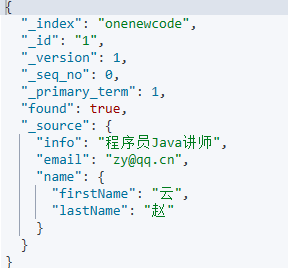 {
"_index": "onenewcode",
"_id": "1",
"_version": 1,
"_seq_no": 0,
"_primary_term": 1,
"found": true,
"_source": {
"info": "程序员Java讲师",
"email": "zy@qq.cn",
"name": {
"firstName": "云",
"lastName": "赵"
}
}
}